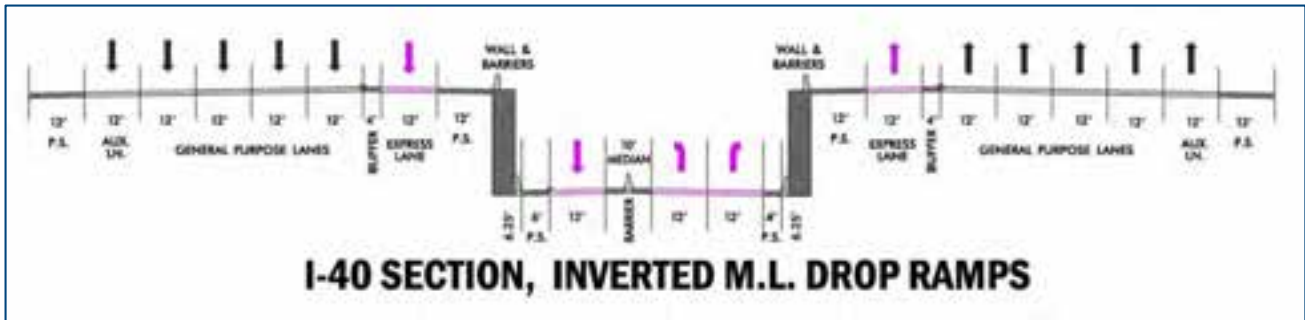 WALL &
BARRIERS
WALL &
BARRIERS
12' 12' 12' 12' 12' 12' 4' 12' 12'
P.S. AUX. LN. GENERAL PURPOSE LANES BUFFER EXPRESS LANE P.S.
12' 12' 4' 12' 12' 12' 12' 12' 12'
P.S. EXPRESS LANE BUFFER GENERAL PURPOSE LANES AUX. LN. P.S.
10'
MEDIAN
6.25' 8' 12' BARRIER 12' 12' 4' 6.25'
P.S. P.S.
I-40 SECTION, INVERTED M.L. DROP RAMPS